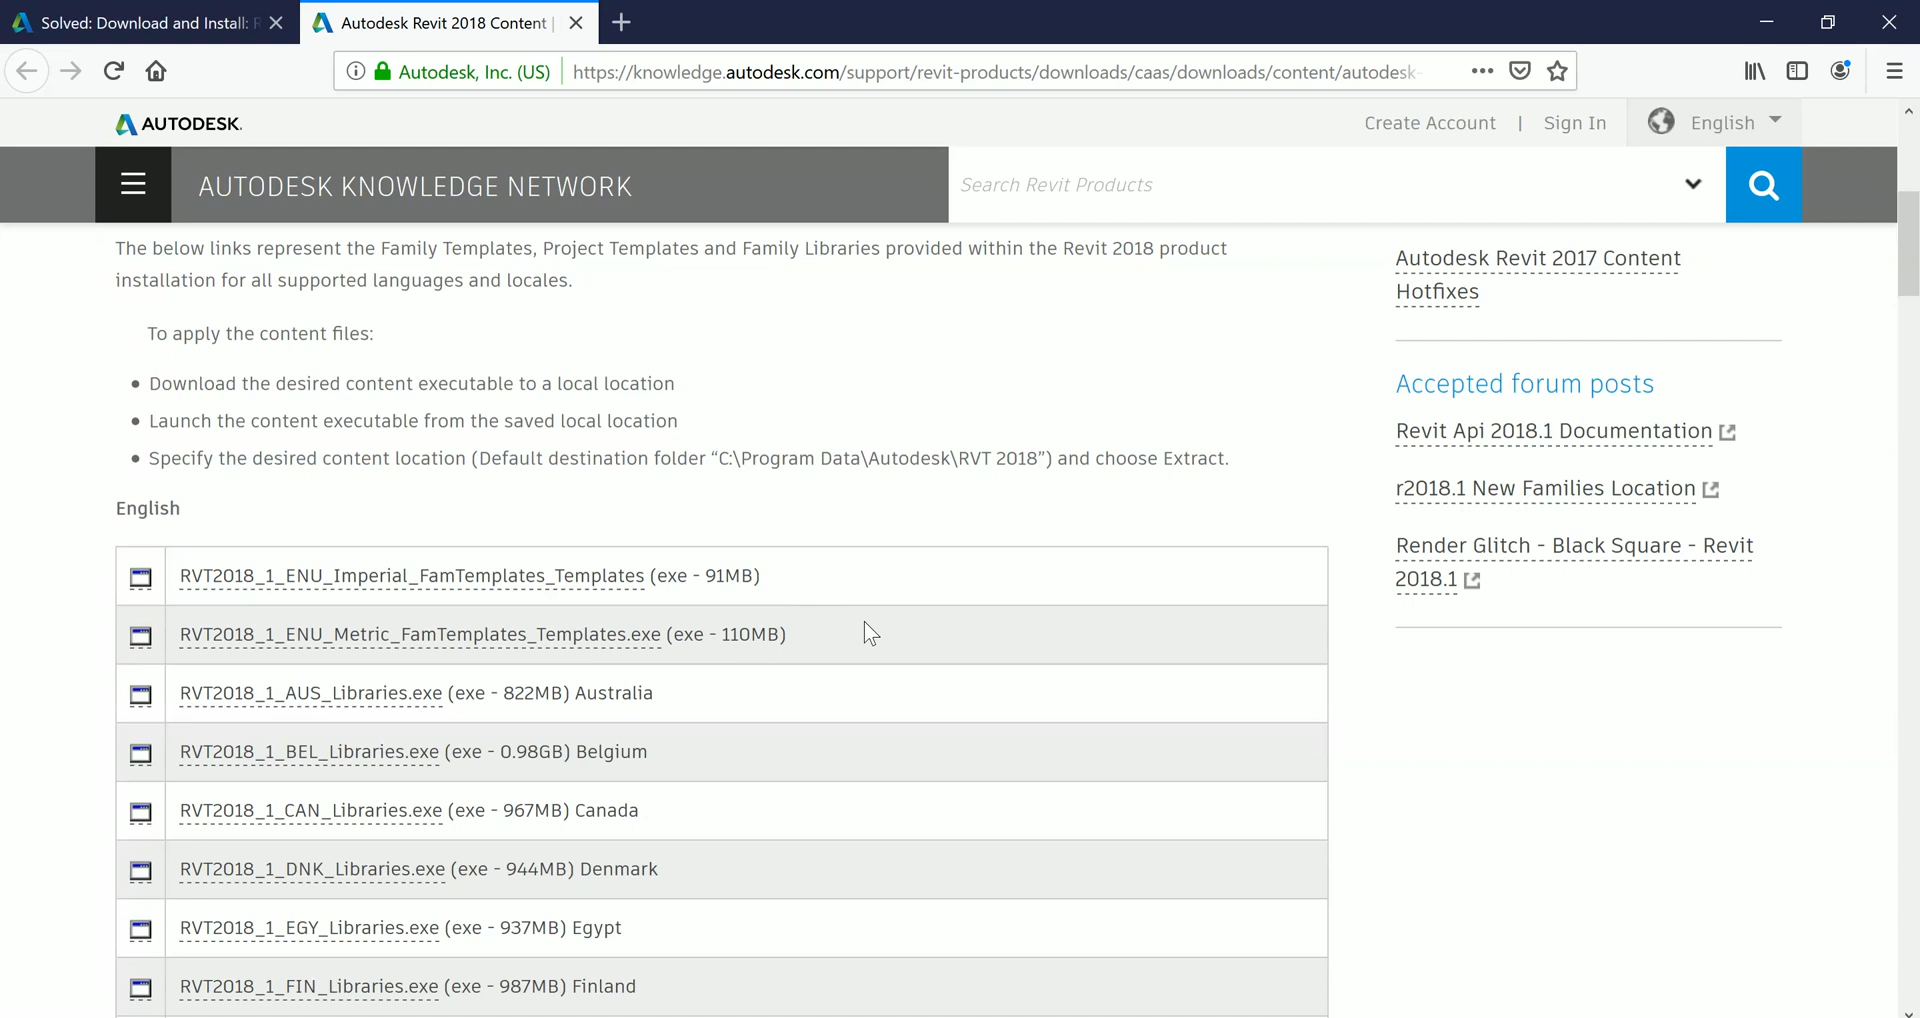 Solved: Download and Install:
Autodesk Revit 2018 Content |
Autodesk, Inc. (US)
https://knowledge.autodesk.com/support/revit-products/downloads/caas/downloads/content/autodesk-
AUTODESK.
Create Account | Sign In
English
AUTODESK KNOWLEDGE NETWORK
Search Revit Products
The below links represent the Family Templates, Project Templates and Family Libraries provided within the Revit 2018 product
installation for all supported languages and locales.
To apply the content files:
• Download the desired content executable to a local location
• Launch the content executable from the saved local location
• Specify the desired content location (Default destination folder “C:\Program Data\Autodesk\RVT 2018”) and choose Extract.
English
RVT2018_1_ENU_Imperial_FamTemplates_Templates (exe - 91MB)
RVT2018_1_ENU_Metric_FamTemplates_Templates.exe (exe - 110MB)
RVT2018_1_AUS_Libraries.exe (exe - 822MB) Australia
RVT2018_1_BEL_Libraries.exe (exe - 0.98GB) Belgium
RVT2018_1_CAN_Libraries.exe (exe - 967MB) Canada
RVT2018_1_DNK_Libraries.exe (exe - 944MB) Denmark
RVT2018_1_EGY_Libraries.exe (exe - 937MB) Egypt
RVT2018_1_FIN_Libraries.exe (exe - 987MB) Finland
Autodesk Revit 2017 Content
Hotfixes
Accepted forum posts
Revit Api 2018.1 Documentation
r2018.1 New Families Location
Render Glitch - Black Square - Revit
2018.1